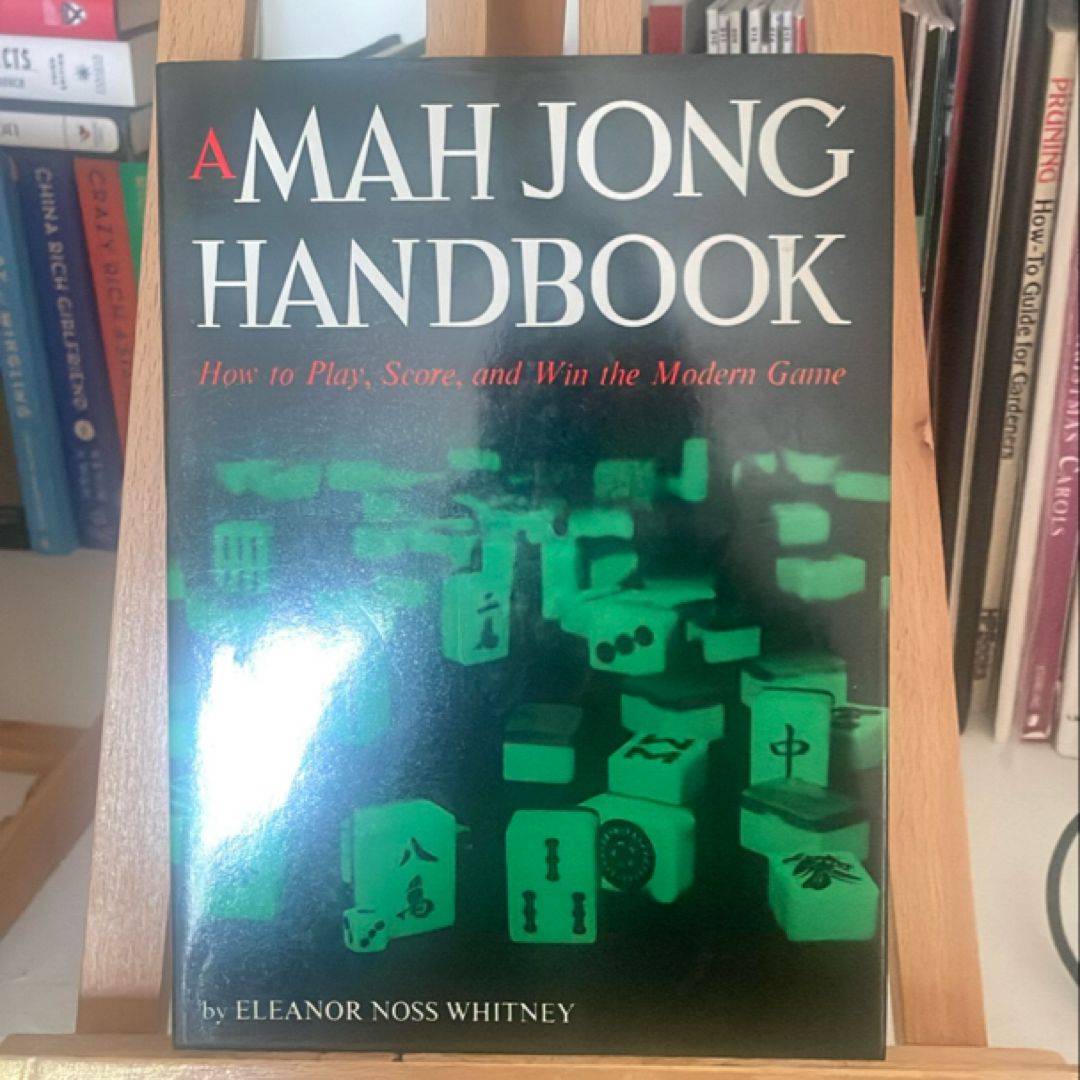 A MAH JONG
HANDBOOK
How to Play, Score, and Win the Modern Game
中
八
by ELEANOR NOSS WHITNEY
CHINA RICH GIRLFRIEND
CRAZY RICH
PRUNING How-To Guide for Gardeners
CHRISTMAS CAROLS